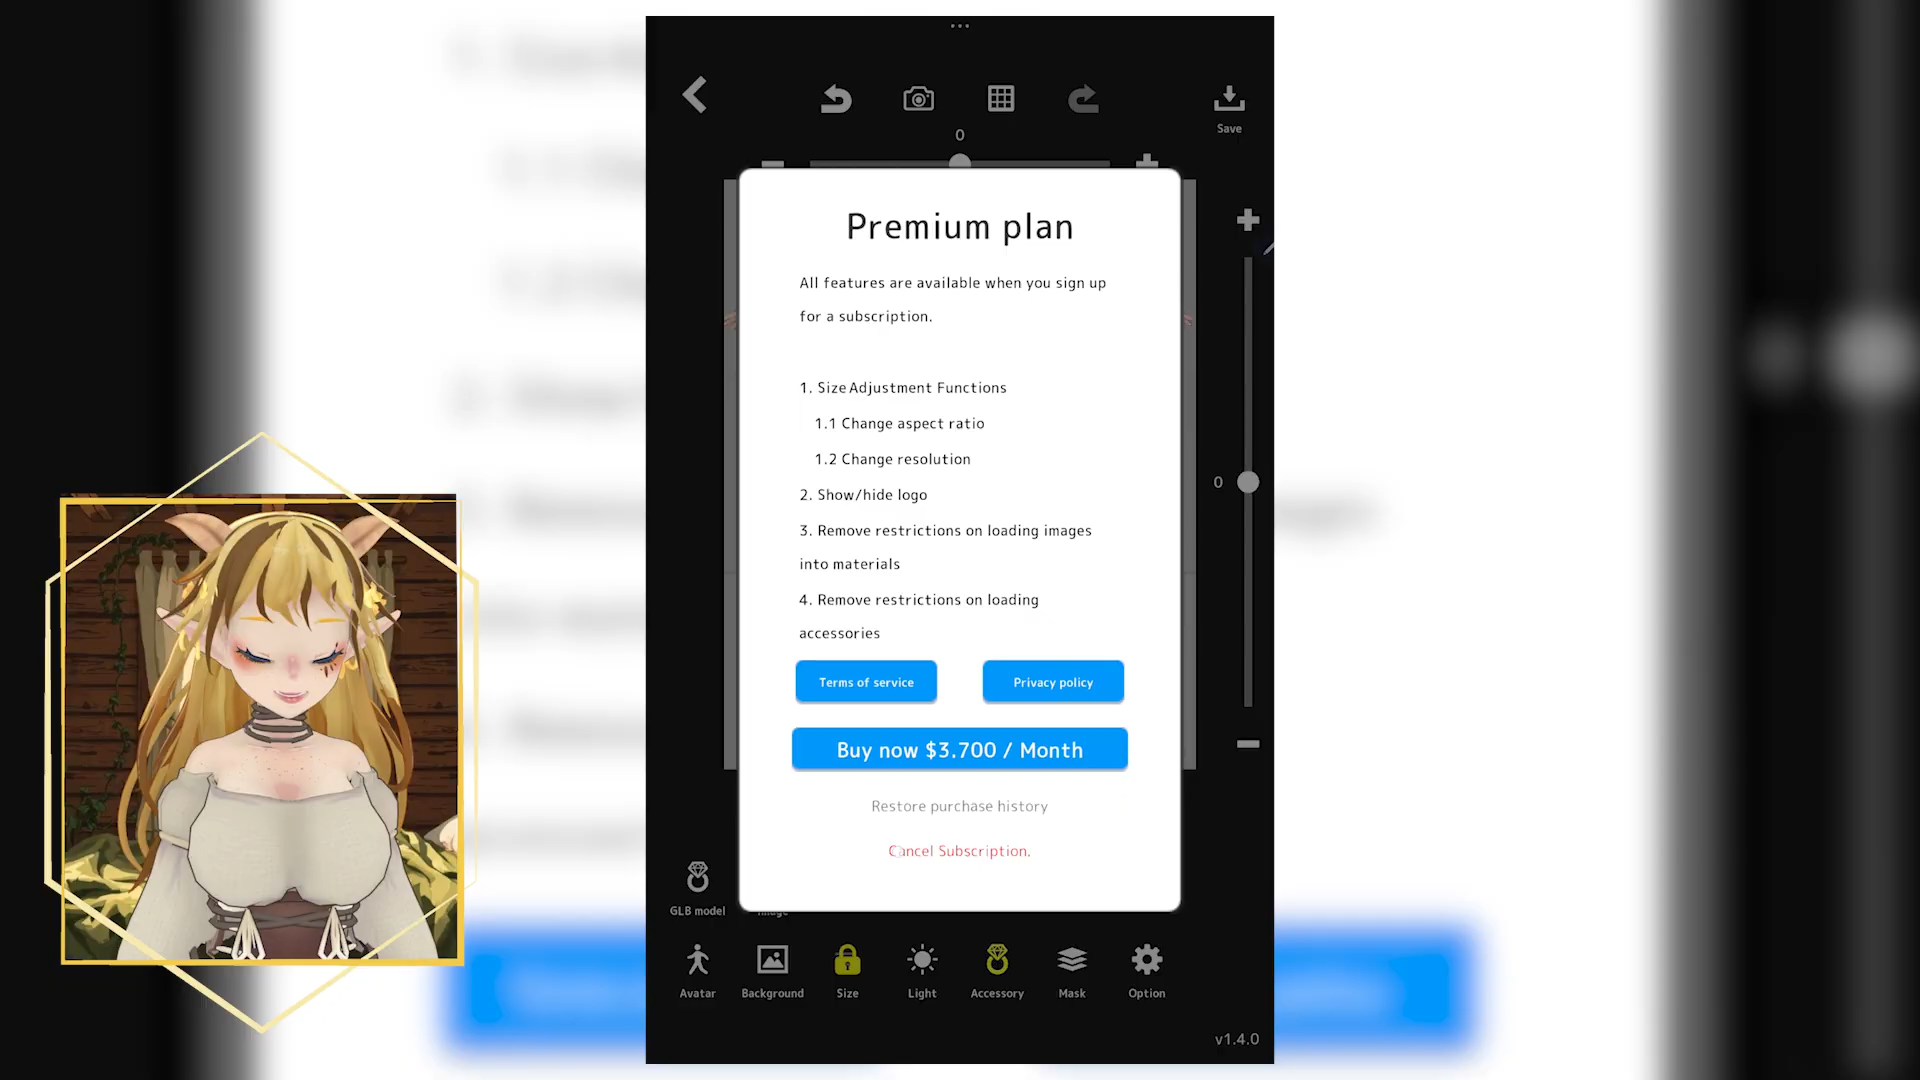 Save
0
Premium plan
All features are available when you sign up
for a subscription.
1. Size Adjustment Functions
1.1 Change aspect ratio
1.2 Change resolution
2. Show/hide logo
3. Remove restrictions on loading images
into materials
4. Remove restrictions on loading
accessories
0
Terms of service
Privacy policy
Buy now $3.700 / Month
Restore purchase history
Cancel Subscription.
GLB model
Image
Avatar
Background
Size
Light
Accessory
Mask
Option
v1.4.0